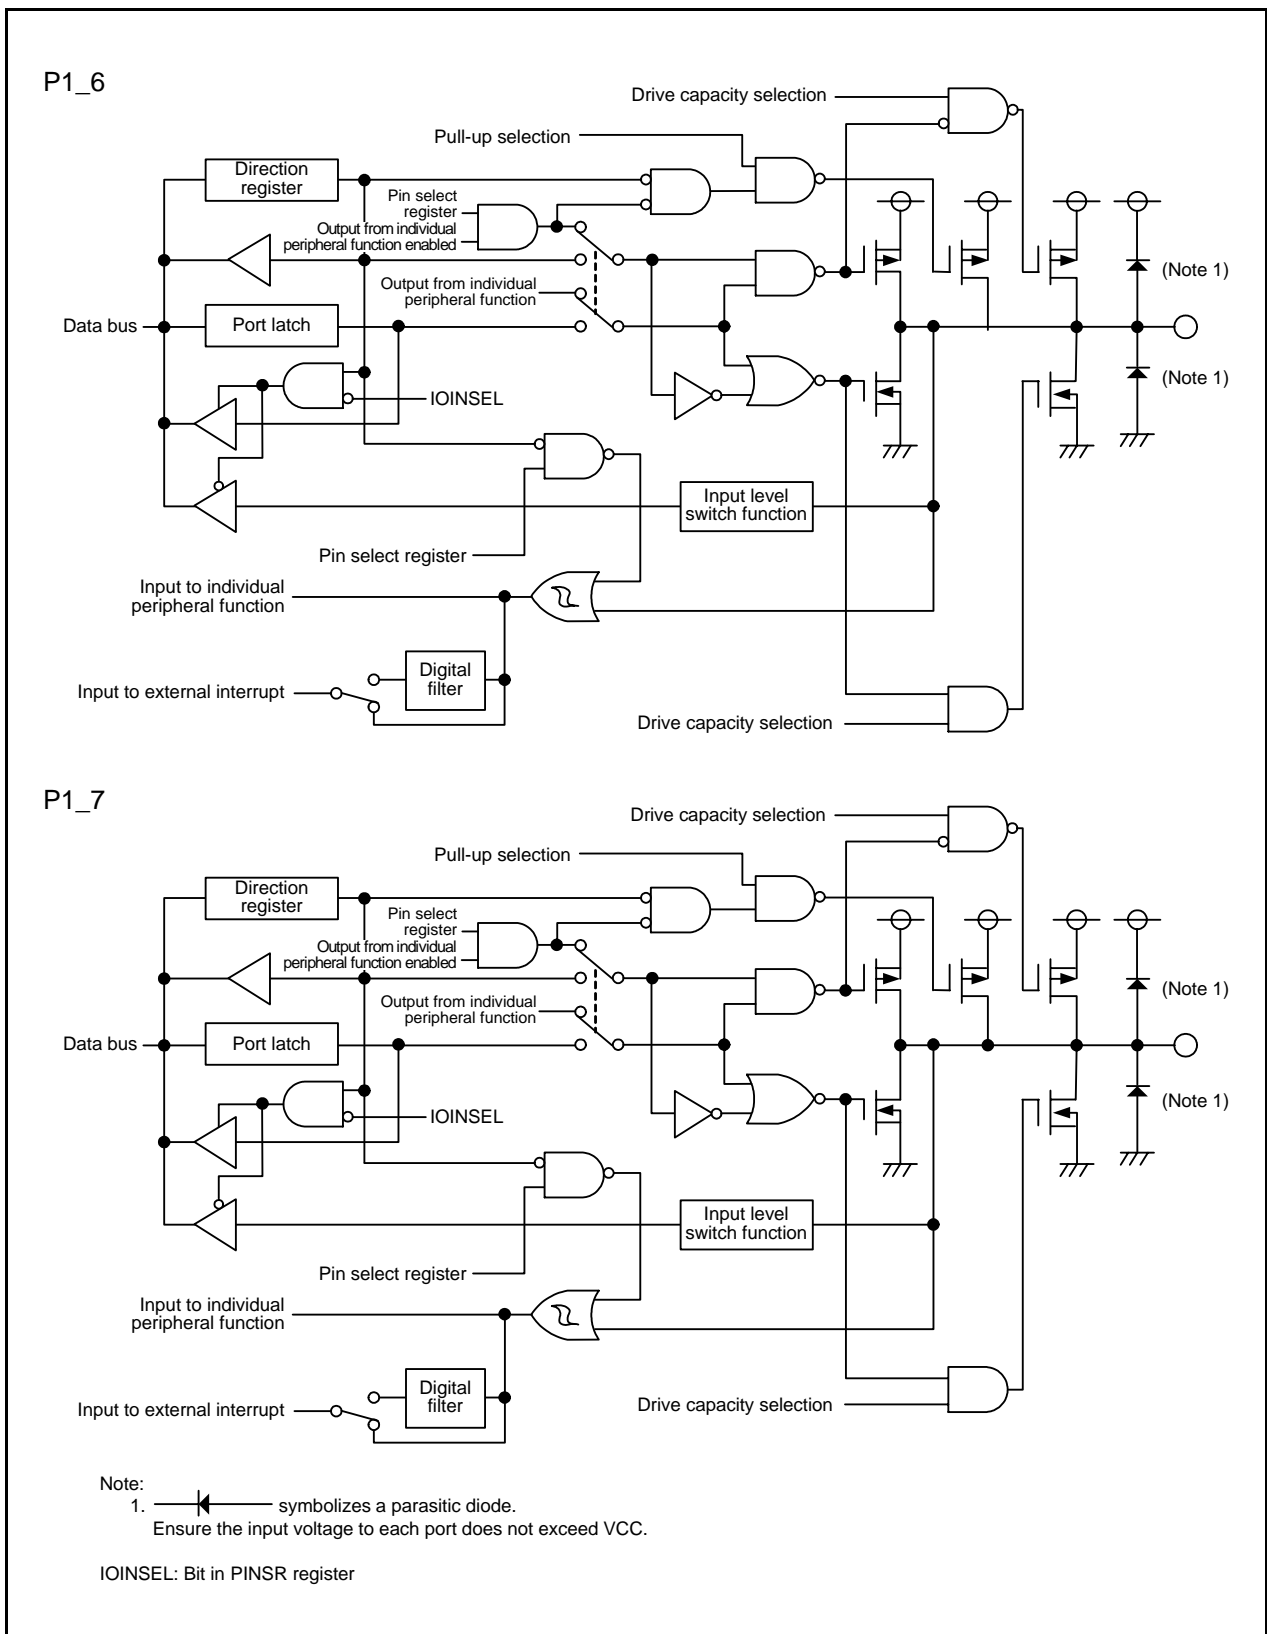 P1_6
Drive capacity selection
Pull-up selection
Direction
register
Pin select
register
Output from individual
peripheral function enabled
(Note 1)
Output from individual
peripheral function
Data bus
Port latch
(Note 1)
IOINSEL
Input level
switch function
Pin select register
Input to individual
peripheral function
Digital
filter
Input to external interrupt
Drive capacity selection
P1_7
Drive capacity selection
Pull-up selection
Direction
register
Pin select
register
Output from individual
peripheral function enabled
(Note 1)
Output from individual
peripheral function
Data bus
Port latch
(Note 1)
IOINSEL
Input level
switch function
Pin select register
Input to individual
peripheral function
Digital
filter
Input to external interrupt
Drive capacity selection
Note:
1. symbolizes a parasitic diode.
Ensure the input voltage to each port does not exceed VCC.
IOINSEL: Bit in PINSR register